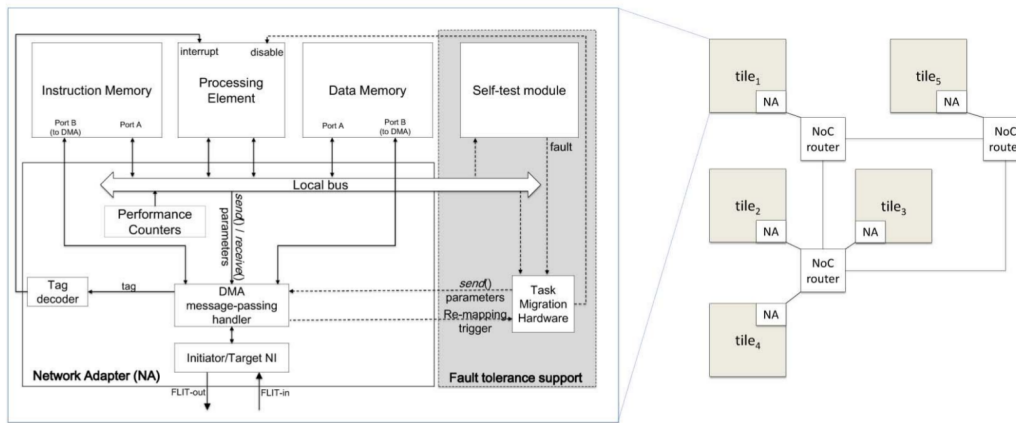 interrupt
disable
Instruction Memory
Processing
Element
Data Memory
Self-test module
Port B
(to DMA)
Port A
Port A
Port B
(to DMA)
fault
Local bus
Performance
Counters
send() / receive()
parameters
Tag
decoder
tag
DMA
message-passing
handler
send()
parameters
Re-mapping
trigger
Task
Migration
Hardware
Initiator/Target NI
Network Adapter (NA)
Fault tolerance support
FLIT-out
FLIT-in
tile1
NA
NoC
router
tile5
NA
NoC
router
tile2
NA
tile3
NA
NoC
router
NA
tile4